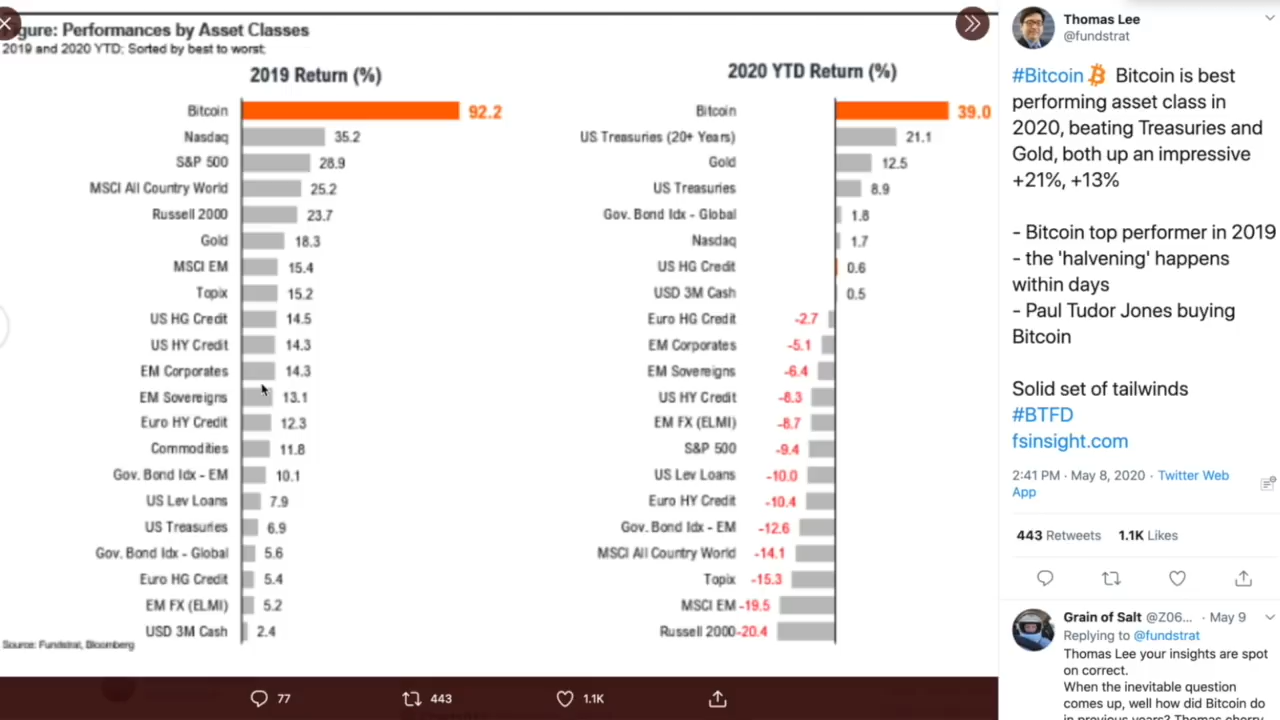 gure: Performances by Asset Classes
2019 and 2020 YTD; Sorted by best to worst;
2019 Return (%)
Bitcoin 92.2
Nasdaq 35.2
S&P 500 28.9
MSCI All Country World 25.2
Russell 2000 23.7
Gold 18.3
MSCI EM 15.4
Topix 15.2
US HG Credit 14.5
US HY Credit 14.3
EM Corporates 14.3
EM Sovereigns 13.1
Euro HY Credit 12.3
Commodities 11.8
Gov. Bond Idx - EM 10.1
US Lev Loans 7.9
US Treasuries 6.9
Gov. Bond Idx - Global 5.6
Euro HG Credit 5.4
EM FX (ELMI) 5.2
USD 3M Cash 2.4
Source: Fundstrat, Bloomberg
2020 YTD Return (%)
Bitcoin 39.0
US Treasuries (20+ Years) 21.1
Gold 12.5
US Treasuries 8.9
Gov. Bond Idx - Global 1.8
Nasdaq 1.7
US HG Credit 0.6
USD 3M Cash 0.5
Euro HG Credit -2.7
EM Corporates -5.1
EM Sovereigns -6.4
US HY Credit -8.3
EM FX (ELMI) -8.7
S&P 500 -9.4
US Lev Loans -10.0
Euro HY Credit -10.4
Gov. Bond Idx - EM -12.6
MSCI All Country World -14.1
Topix -15.3
MSCI EM -19.5
Russell 2000 -20.4
77 443 1.1K
Thomas Lee
@fundstrat
#Bitcoin Bitcoin is best
performing asset class in
2020, beating Treasuries and
Gold, both up an impressive
+21%, +13%
- Bitcoin top performer in 2019
- the 'halvening' happens
within days
- Paul Tudor Jones buying
Bitcoin
Solid set of tailwinds
#BTFD
fsinsight.com
2:41 PM · May 8, 2020 · Twitter Web
App
443 Retweets 1.1K Likes
Grain of Salt @Z06... · May 9
Replying to @fundstrat
Thomas Lee your insights are spot
on correct.
When the inevitable question
comes up, well how did Bitcoin do
in previous years? Thomas cherry